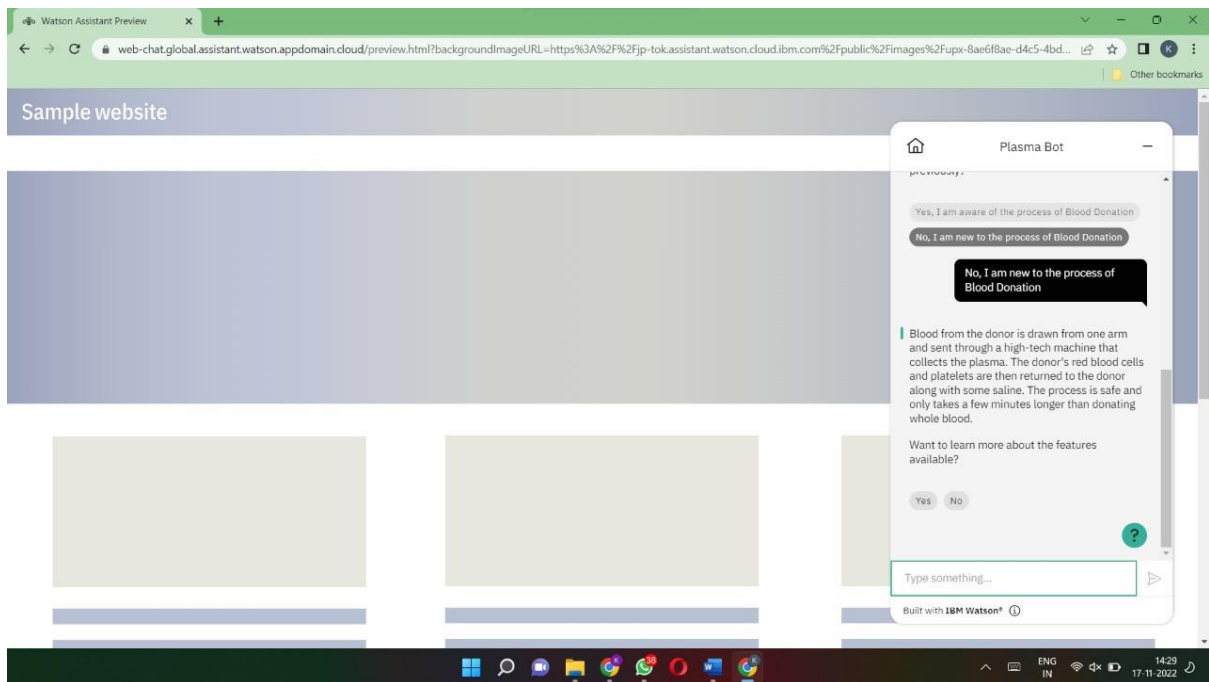 Watson Assistant Preview
web-chat.global.assistant.watson.appdomain.cloud/preview.html?backgroundImageURL=https%3A%2F%2Fjp-tok.assistant.watson.cloud.ibm.com%2Fpublic%2Fimages%2Fupx-8ae6f8ae-d4c5-4bd...
K
Other bookmarks
Sample website
Plasma Bot
previously?
Yes, I am aware of the process of Blood Donation
No, I am new to the process of Blood Donation
No, I am new to the process of
Blood Donation
Blood from the donor is drawn from one arm
and sent through a high-tech machine that
collects the plasma. The donor's red blood cells
and platelets are then returned to the donor
along with some saline. The process is safe and
only takes a few minutes longer than donating
whole blood.
Want to learn more about the features
available?
Yes No
?
Type something...
Built with IBM Watson®
38
ENG
IN
14:29
17-11-2022